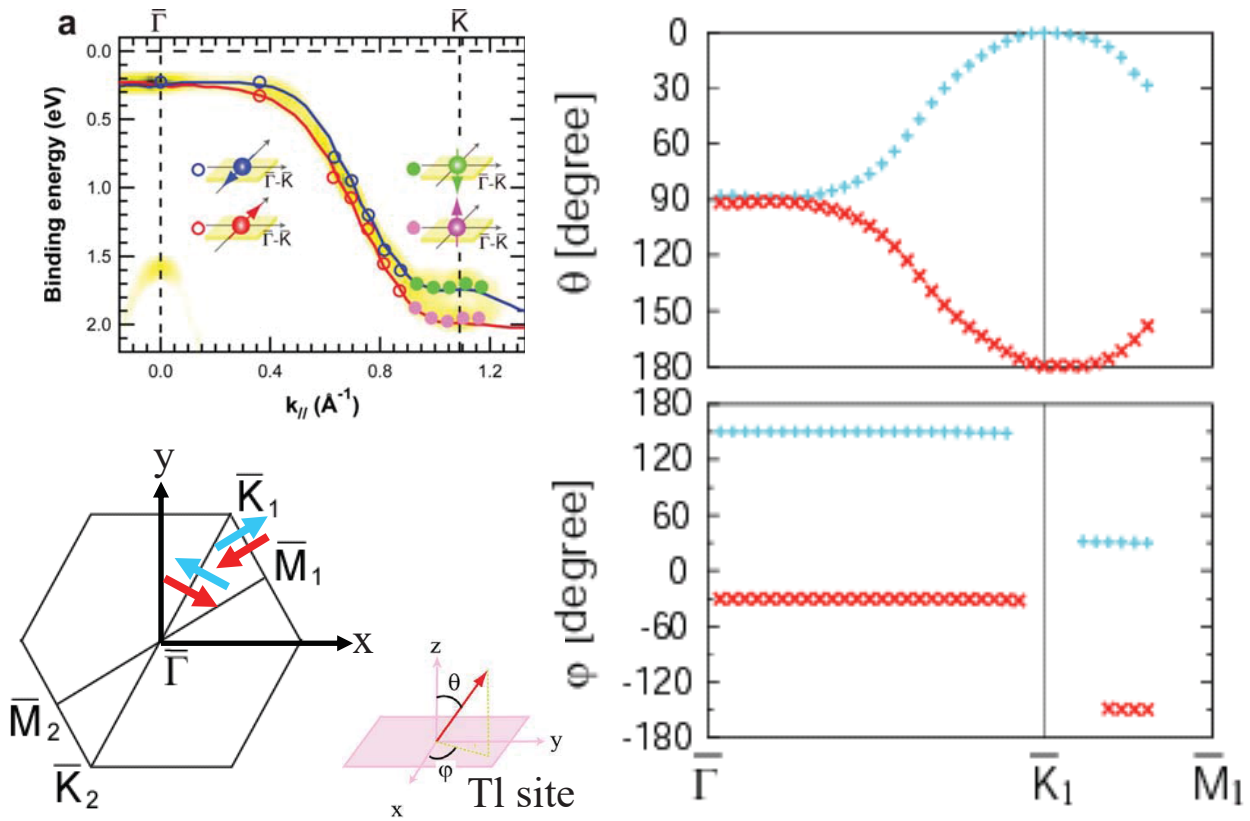 a
Γ̅
K̅
Binding energy (eV)
0.0
0.5
1.0
1.5
2.0
Γ̅-K̅
Γ̅-K̅
Γ̅-K̅
Γ̅-K̅
0.0 0.4 0.8 1.2
k// (Å⁻¹)
θ [degree]
0
30
60
90
120
150
180
φ [degree]
180
150
120
60
0
-60
-120
-150
-180
Γ̅ K̅1 M̅1
y
K̅1
M̅1
x
Γ̅
M̅2
K̅2
z
θ
y
φ
x
Tl site